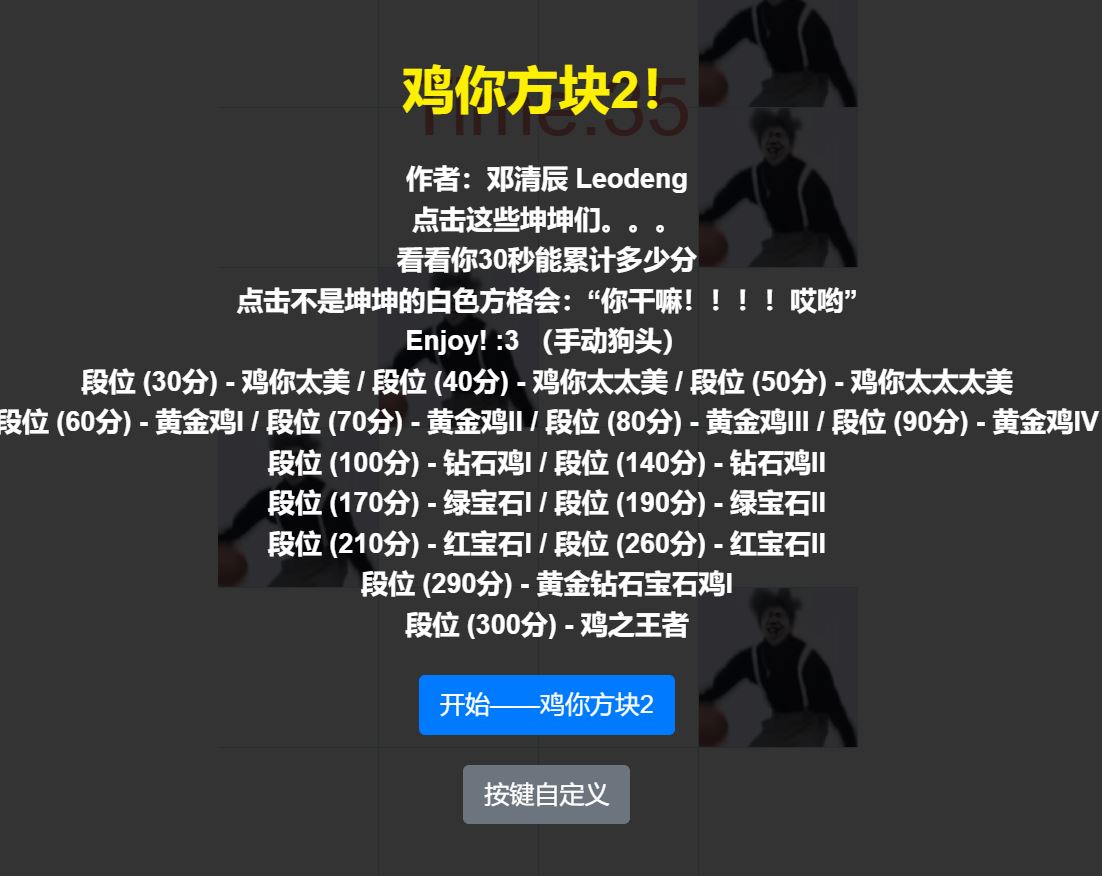 鸡你方块2！
Time:35
作者：邓清辰 Leodeng
点击这些坤坤们。。。
看看你30秒能累计多少分
点击不是坤坤的白色方格会：“你干嘛！！！！哎哟”
Enjoy! :3 （手动狗头）
段位 (30分) - 鸡你太美 / 段位 (40分) - 鸡你太太美 / 段位 (50分) - 鸡你太太太美
段位 (60分) - 黄金鸡I / 段位 (70分) - 黄金鸡II / 段位 (80分) - 黄金鸡III / 段位 (90分) - 黄金鸡IV
段位 (100分) - 钻石鸡I / 段位 (140分) - 钻石鸡II
段位 (170分) - 绿宝石I / 段位 (190分) - 绿宝石II
段位 (210分) - 红宝石I / 段位 (260分) - 红宝石II
段位 (290分) - 黄金钻石宝石鸡I
段位 (300分) - 鸡之王者
开始——鸡你方块2
按键自定义